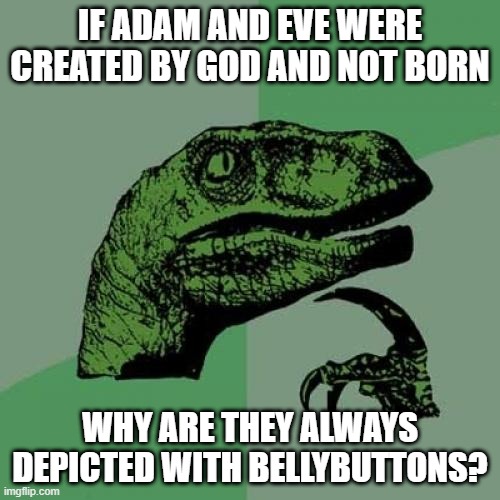 IF ADAM AND EVE WERE
CREATED BY GOD AND NOT BORN
WHY ARE THEY ALWAYS
DEPICTED WITH BELLYBUTTONS?
imgflip.com